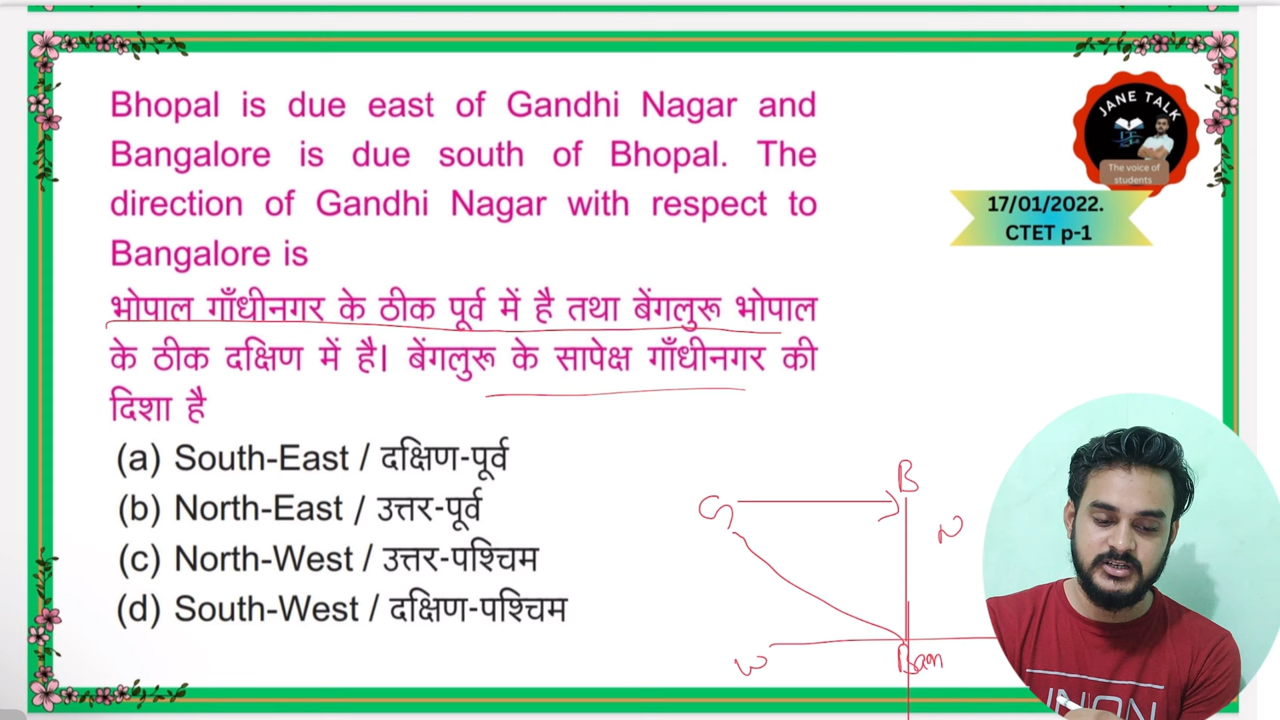 Bhopal is due east of Gandhi Nagar and
Bangalore is due south of Bhopal. The
direction of Gandhi Nagar with respect to
Bangalore is
भोपाल गाँधीनगर के ठीक पूर्व में है तथा बेंगलुरू भोपाल
के ठीक दक्षिण में है। बेंगलुरू के सापेक्ष गाँधीनगर की
दिशा है
(a) South-East / दक्षिण-पूर्व
(b) North-East / उत्तर-पूर्व
(c) North-West / उत्तर-पश्चिम
(d) South-West / दक्षिण-पश्चिम
JANE TALK
The voice of
students
17/01/2022.
CTET p-1
B
G
N
W
Ban